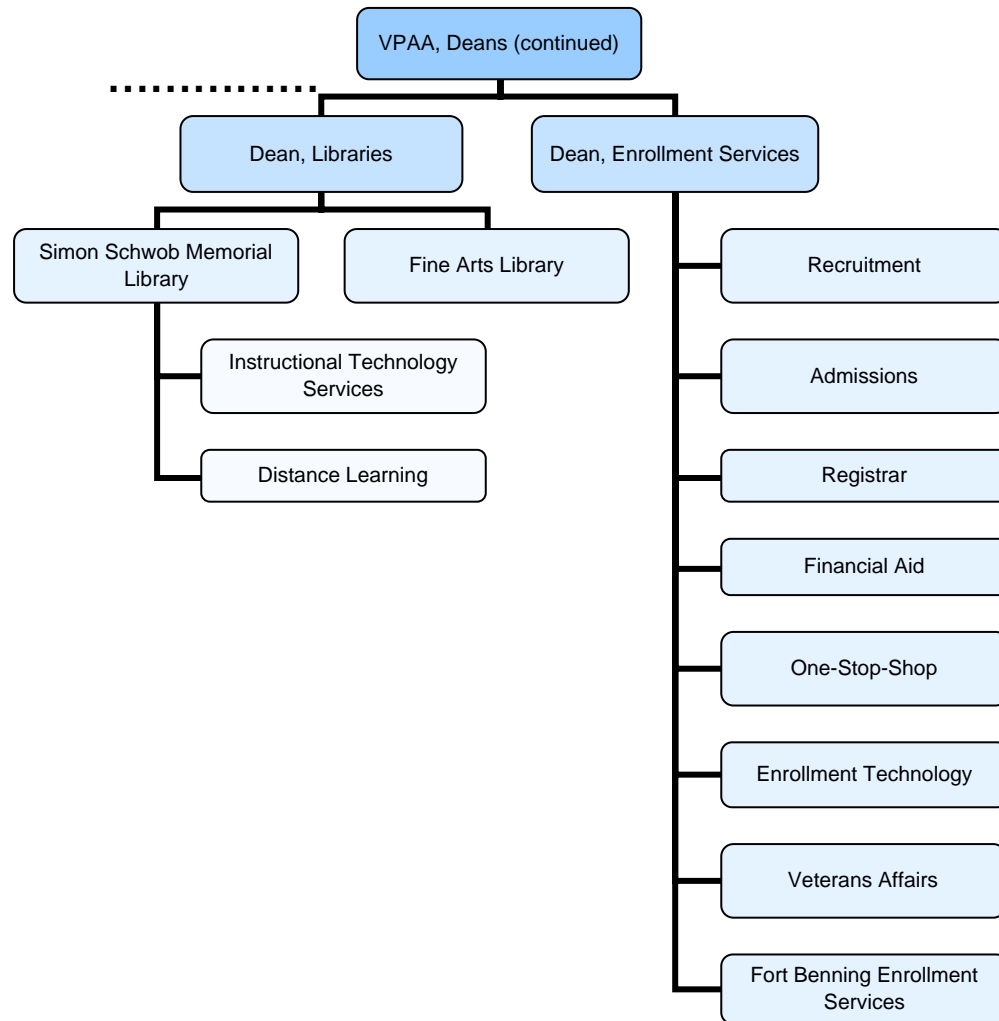 VPAA, Deans (continued)
Dean, Libraries
Dean, Enrollment Services
Simon Schwob Memorial
Library
Fine Arts Library
Instructional Technology
Services
Distance Learning
Recruitment
Admissions
Registrar
Financial Aid
One-Stop-Shop
Enrollment Technology
Veterans Affairs
Fort Benning Enrollment
Services